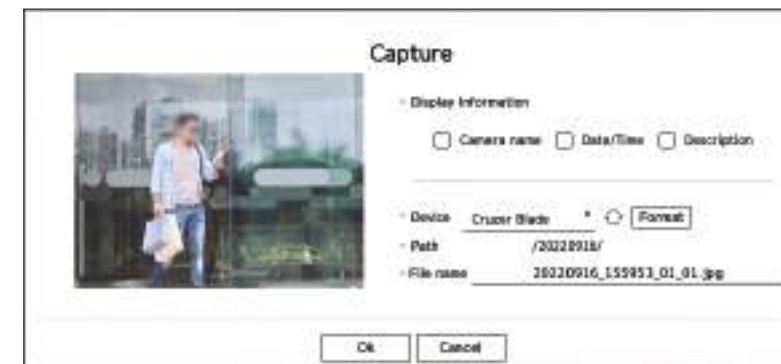 Capture
Display Information
Camera name Date/Time Description
Device Cruzer Blade Format
Path /20220916/
File name 20220916_155953_01_01.jpg
Ok Cancel